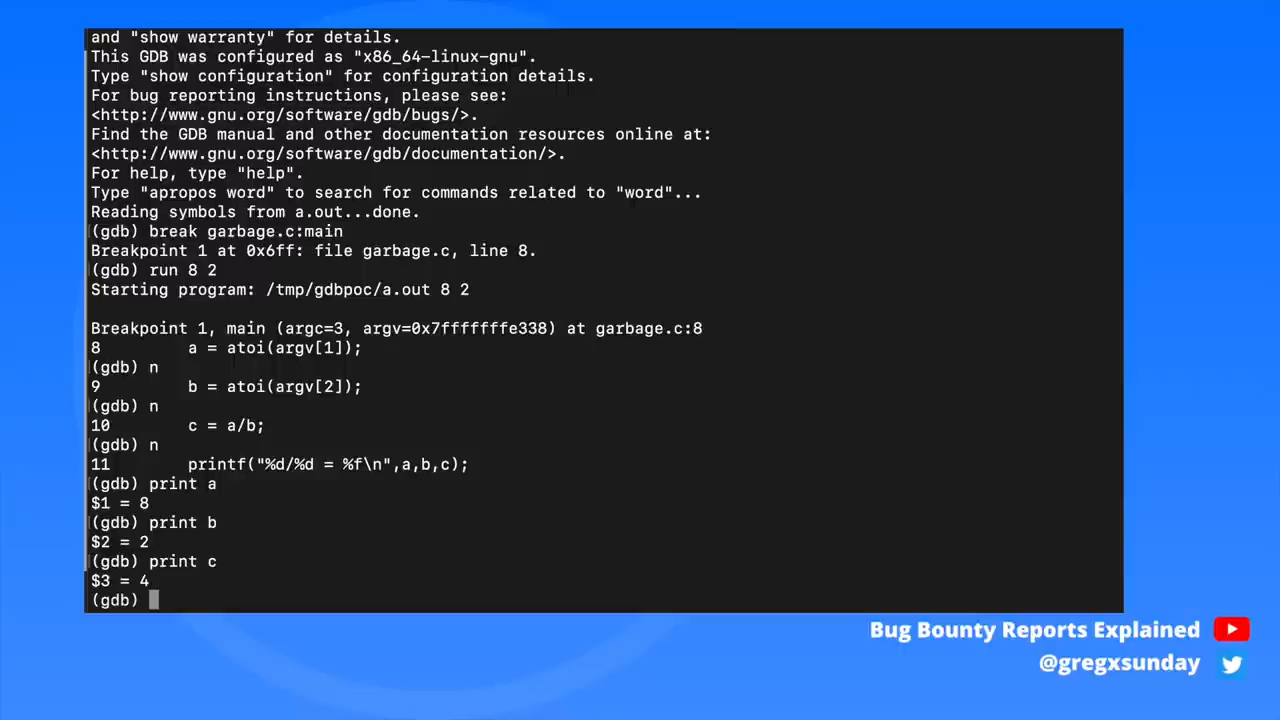 and "show warranty" for details.
This GDB was configured as "x86_64-linux-gnu".
Type "show configuration" for configuration details.
For bug reporting instructions, please see:
<http://www.gnu.org/software/gdb/bugs/>.
Find the GDB manual and other documentation resources online at:
<http://www.gnu.org/software/gdb/documentation/>.
For help, type "help".
Type "apropos word" to search for commands related to "word"...
Reading symbols from a.out...done.
(gdb) break garbage.c:main
Breakpoint 1 at 0x6ff: file garbage.c, line 8.
(gdb) run 8 2
Starting program: /tmp/gdbpoc/a.out 8 2

Breakpoint 1, main (argc=3, argv=0x7fffffffe338) at garbage.c:8
8         a = atoi(argv[1]);
(gdb) n
9         b = atoi(argv[2]);
(gdb) n
10        c = a/b;
(gdb) n
11        printf("%d/%d = %f\n",a,b,c);
(gdb) print a
$1 = 8
(gdb) print b
$2 = 2
(gdb) print c
$3 = 4
(gdb)
Bug Bounty Reports Explained
@gregxsunday